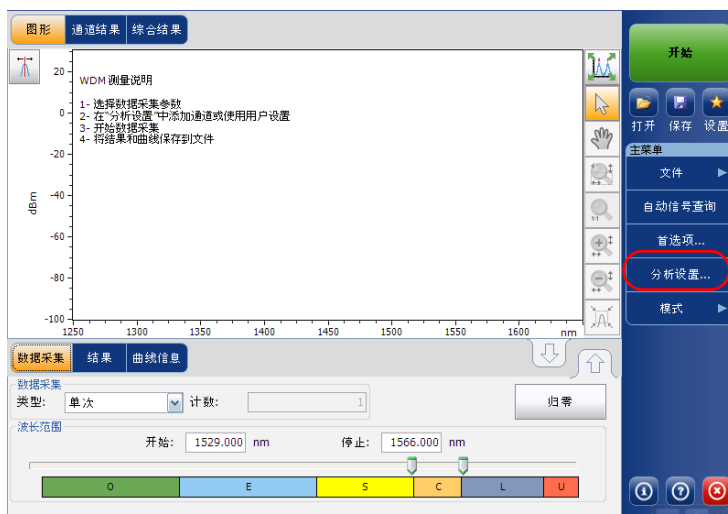 图形 通道结果 综合结果
WDM 测量说明
1- 选择数据采集参数
2- 在"分析设置"中添加通道或使用用户设置
3- 开始数据采集
4- 将结果和曲线保存到文件
20
0
-20
-40
-60
-80
-100
dBm
1250 1300 1350 1400 1450 1500 1550 1600 nm
1:1
开始
打开 保存 设置
主菜单
文件
自动信号查询
首选项...
分析设置...
模式
数据采集 结果 曲线信息
数据采集
类型: 单次 计数: 1
归零
波长范围
开始: 1529.000 nm 停止: 1566.000 nm
O E S C L U